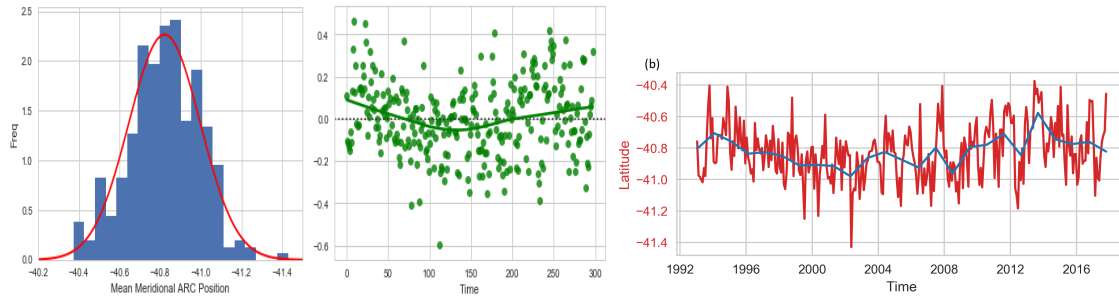 2.5
2.0
1.5
1.0
0.5
0.0
Freq
−40.2 −40.4 −40.6 −40.8 −41.0 −41.2 −41.4
Mean Meridional ARC Position
0.4
0.2
0.0
−0.2
−0.4
−0.6
0 50 100 150 200 250 300
Time
(b)
−40.4
−40.6
−40.8
−41.0
−41.2
−41.4
Latitude
1992 1996 2000 2004 2008 2012 2016
Time